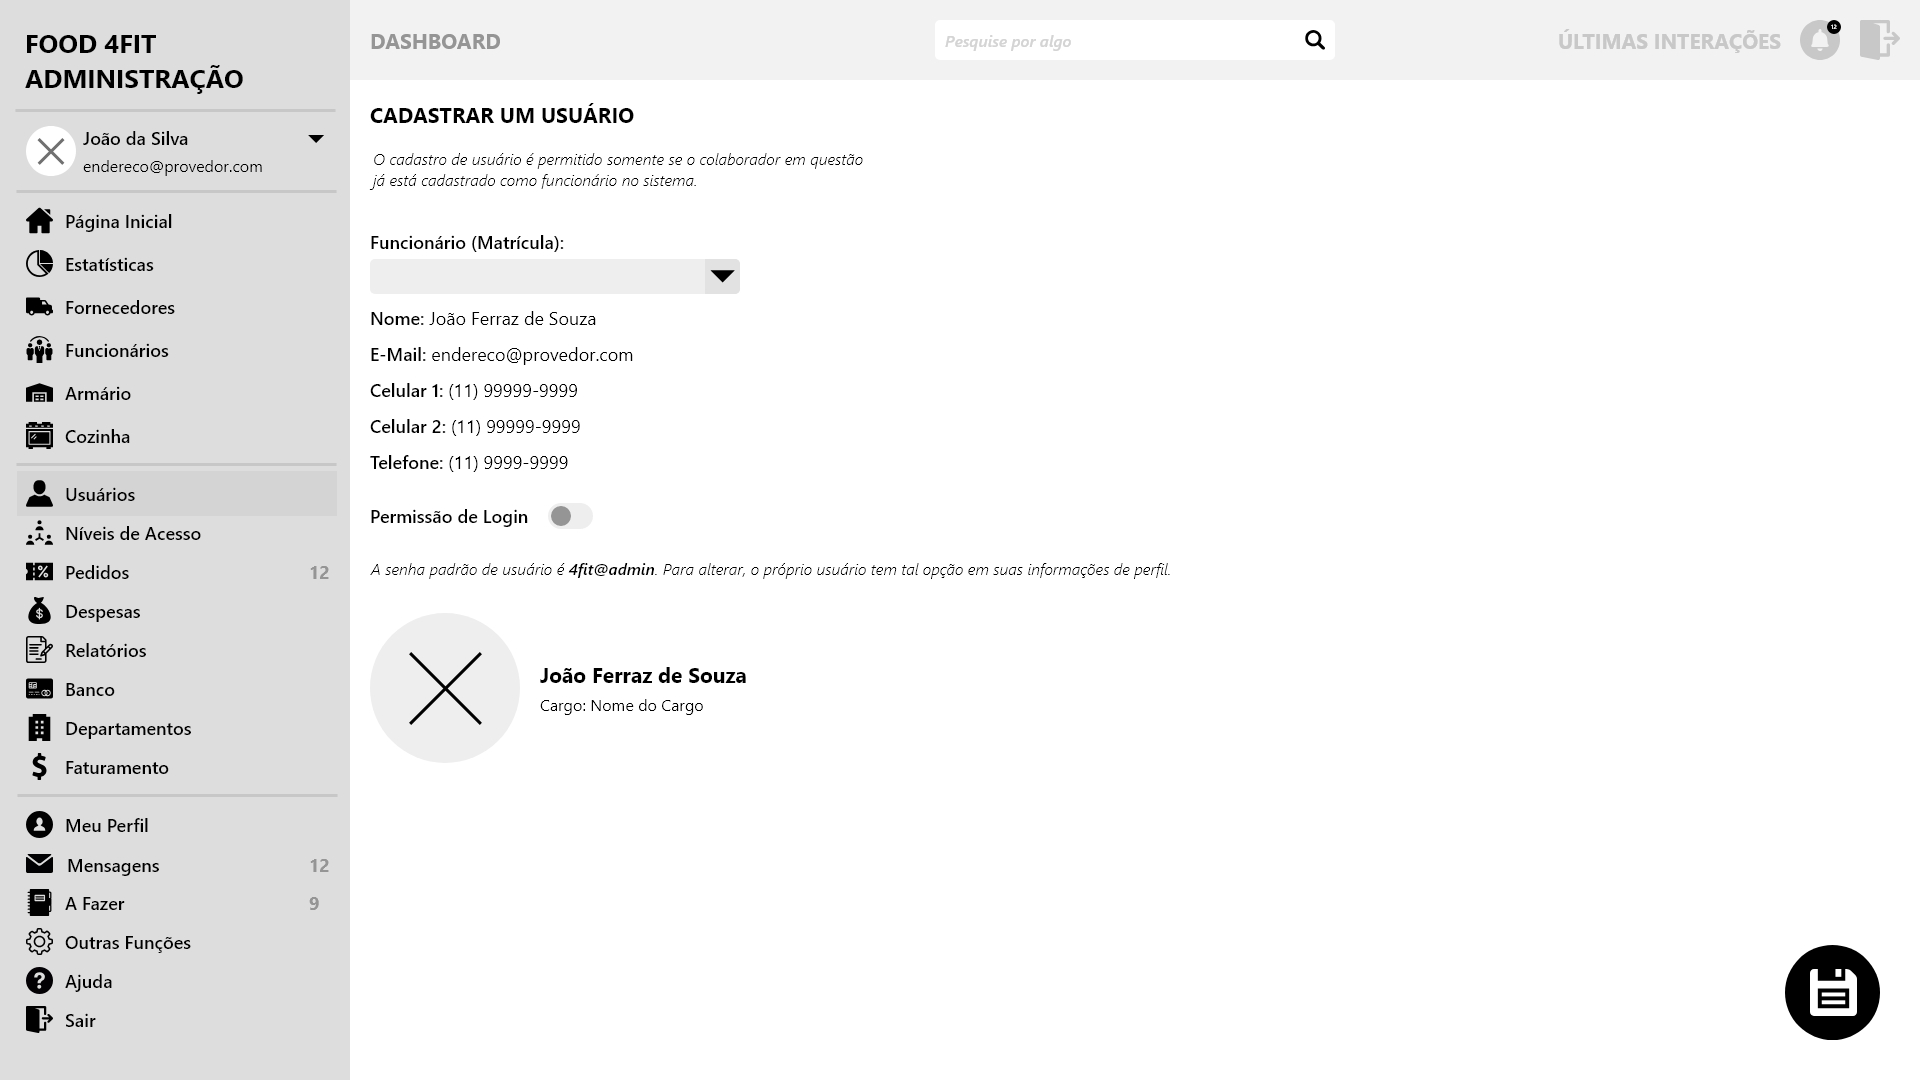 FOOD 4FIT
ADMINISTRAÇÃO
João da Silva
endereco@provedor.com
Página Inicial
Estatísticas
Fornecedores
Funcionários
Armário
Cozinha
Usuários
Níveis de Acesso
Pedidos 12
Despesas
Relatórios
Banco
Departamentos
Faturamento
Meu Perfil
Mensagens 12
A Fazer 9
Outras Funções
Ajuda
Sair
DASHBOARD
Pesquise por algo
ÚLTIMAS INTERAÇÕES
12
CADASTRAR UM USUÁRIO
O cadastro de usuário é permitido somente se o colaborador em questão
já está cadastrado como funcionário no sistema.
Funcionário (Matrícula):
Nome: João Ferraz de Souza
E-Mail: endereco@provedor.com
Celular 1: (11) 99999-9999
Celular 2: (11) 99999-9999
Telefone: (11) 9999-9999
Permissão de Login
A senha padrão de usuário é 4fit@admin. Para alterar, o próprio usuário tem tal opção em suas informações de perfil.
João Ferraz de Souza
Cargo: Nome do Cargo